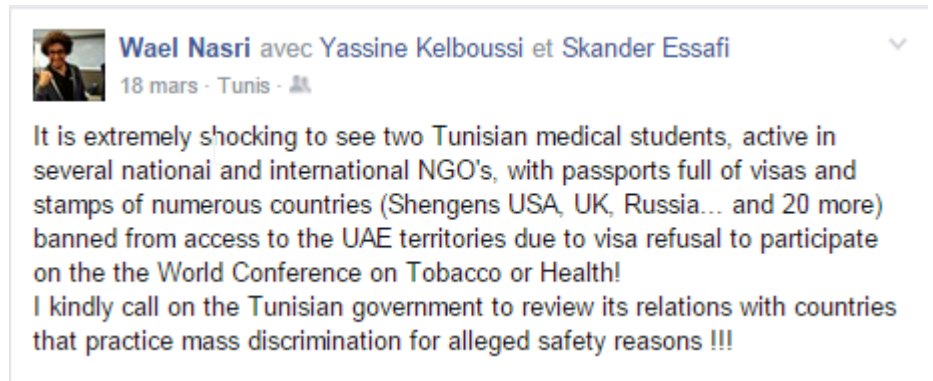 Wael Nasri avec Yassine Kelboussi et Skander Essafi
18 mars · Tunis ·
It is extremely shocking to see two Tunisian medical students, active in
several nationai and international NGO's, with passports full of visas and
stamps of numerous countries (Shengens USA, UK, Russia... and 20 more)
banned from access to the UAE territories due to visa refusal to participate
on the the World Conference on Tobacco or Health!
I kindly call on the Tunisian government to review its relations with countries
that practice mass discrimination for alleged safety reasons !!!